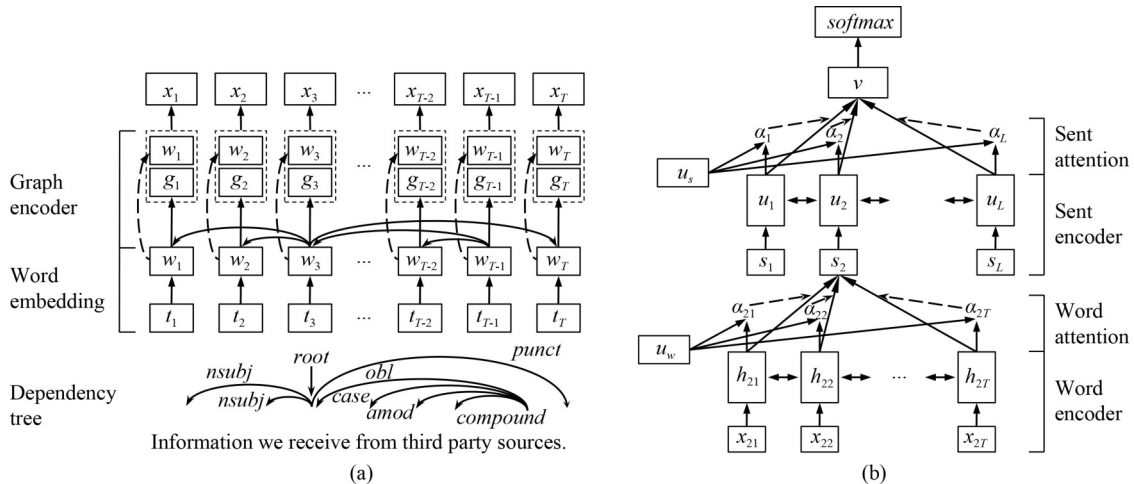 x1 x2 x3 ... xT-2 xT-1 xT
w1 w2 w3 ... wT-2 wT-1 wT
g1 g2 g3 gT-2 gT-1 gT
Graph
encoder
w1 w2 w3 ... wT-2 wT-1 wT
Word
embedding
t1 t2 t3 ... tT-2 tT-1 tT
Dependency
tree
root punct
nsubj obl
nsubj case amod compound
Information we receive from third party sources.
(a)
softmax
v
α1 α2 αL
Sent
attention
us
u1 u2 uL
Sent
encoder
s1 s2 sL
α21 α22 α2T
Word
attention
uw
h21 h22 ... h2T
Word
encoder
x21 x22 x2T
(b)